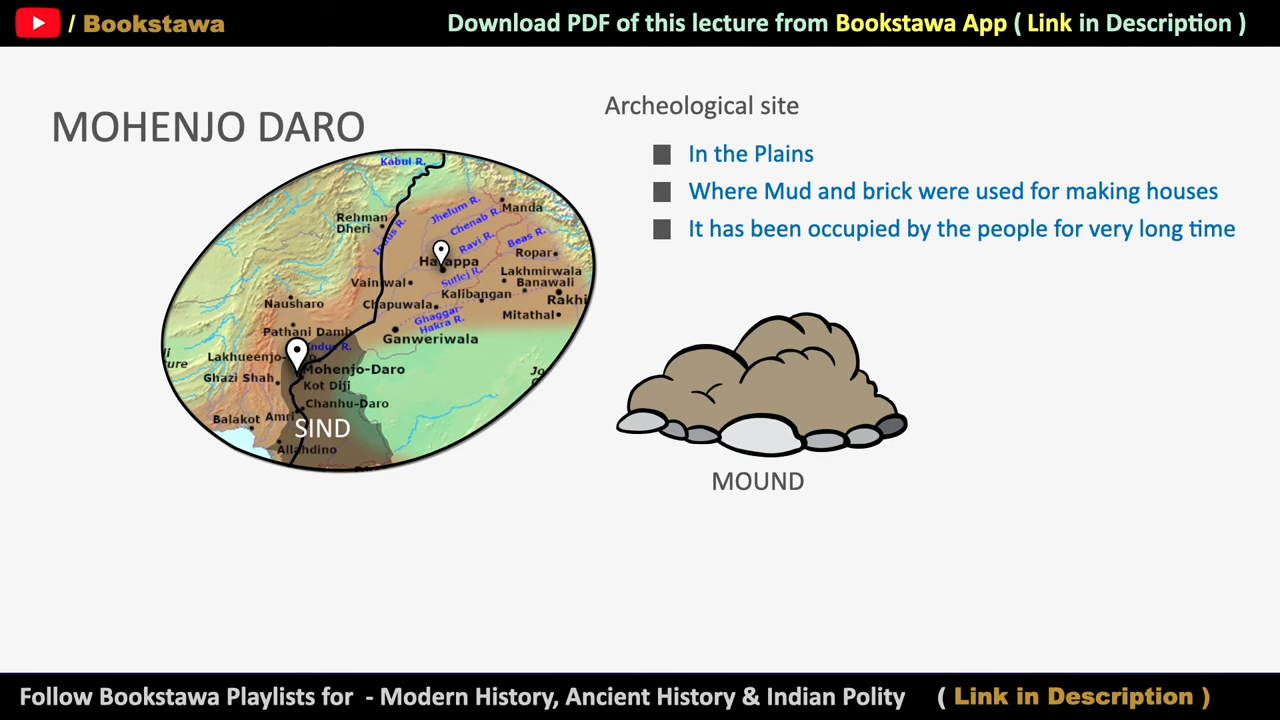 / Bookstawa
Download PDF of this lecture from Bookstawa App ( Link in Description )
MOHENJO DARO
Archeological site
In the Plains
Where Mud and brick were used for making houses
It has been occupied by the people for very long time
Kabul R.
Rehman
Dheri
Indus R.
Jhelum R.
Chenab R.
Ravi R.
Manda
Beas R.
Harappa
Ropar
Sutlej R.
Lakhmirwala
Vainiwal
Banawali
Kalibangan
Rakhi
Nausharo
Chapuwala
Mitathal
Ghaggar-
Hakra R.
Pathani Damb
Ganweriwala
Indus R.
Lakhueenjo-
Mohenjo-Daro
Ghazi Shah
Kot Diji
Chanhu-Daro
Balakot
Amri
SIND
Allahdino
MOUND
Follow Bookstawa Playlists for - Modern History, Ancient History & Indian Polity ( Link in Description )